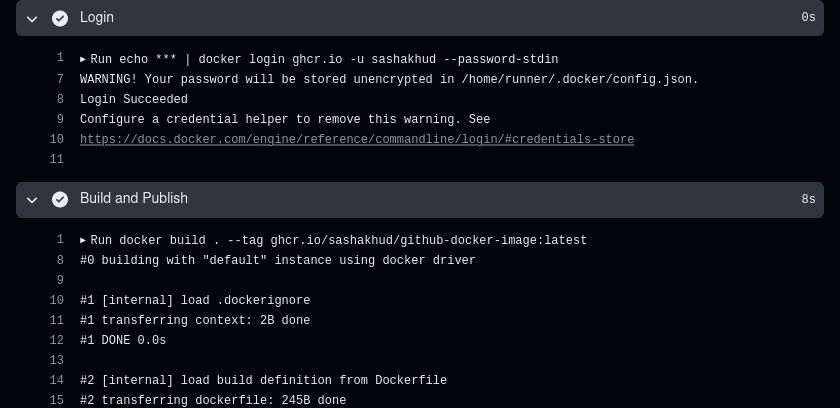 Login 0s
1 ▸ Run echo *** | docker login ghcr.io -u sashakhud --password-stdin
7 WARNING! Your password will be stored unencrypted in /home/runner/.docker/config.json.
8 Login Succeeded
9 Configure a credential helper to remove this warning. See
10 https://docs.docker.com/engine/reference/commandline/login/#credentials-store
11
Build and Publish 8s
1 ▸ Run docker build . --tag ghcr.io/sashakhud/github-docker-image:latest
8 #0 building with "default" instance using docker driver
9
10 #1 [internal] load .dockerignore
11 #1 transferring context: 2B done
12 #1 DONE 0.0s
13
14 #2 [internal] load build definition from Dockerfile
15 #2 transferring dockerfile: 245B done